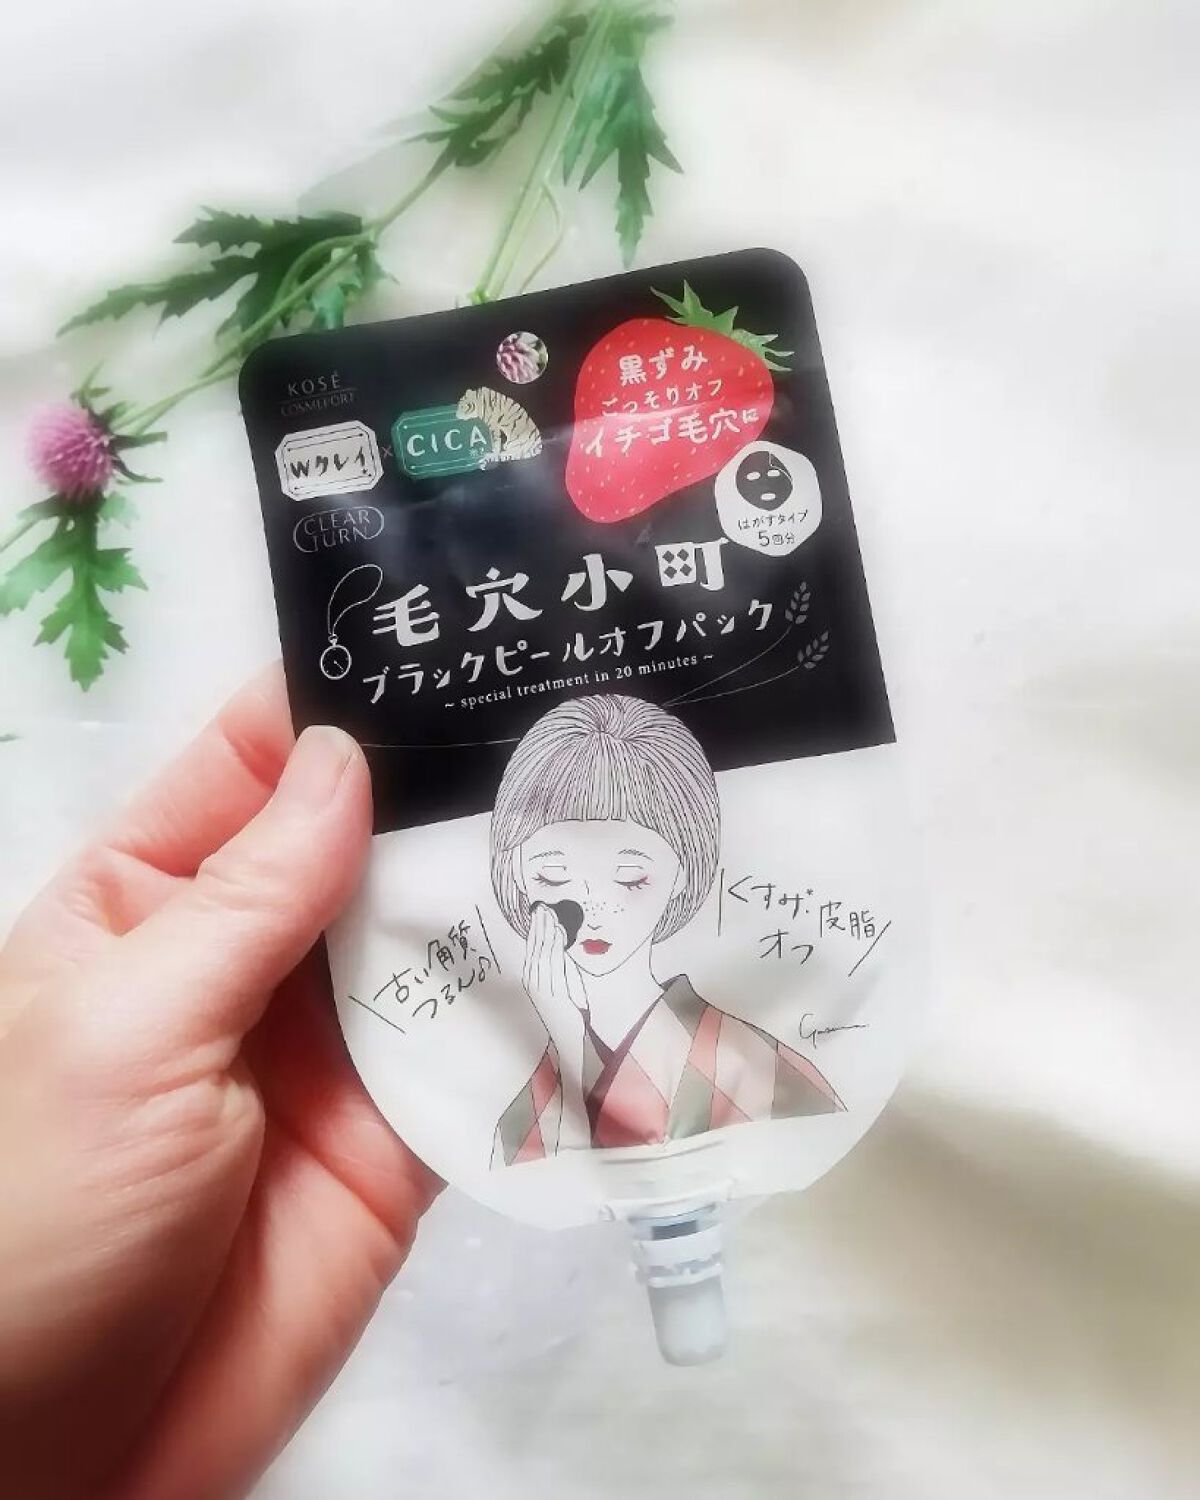 KOSÉ
COSMEPORT
Wクレイ
×
CICA
CLEAR
TURN
黒ずみ
ごっそりオフ
イチゴ毛穴に
はがすタイプ
5回分
毛穴小町
ブラックピールオフパック
~ special treatment in 20 minutes ~
古い角質
つるん♪
くすみ・皮脂
オフ